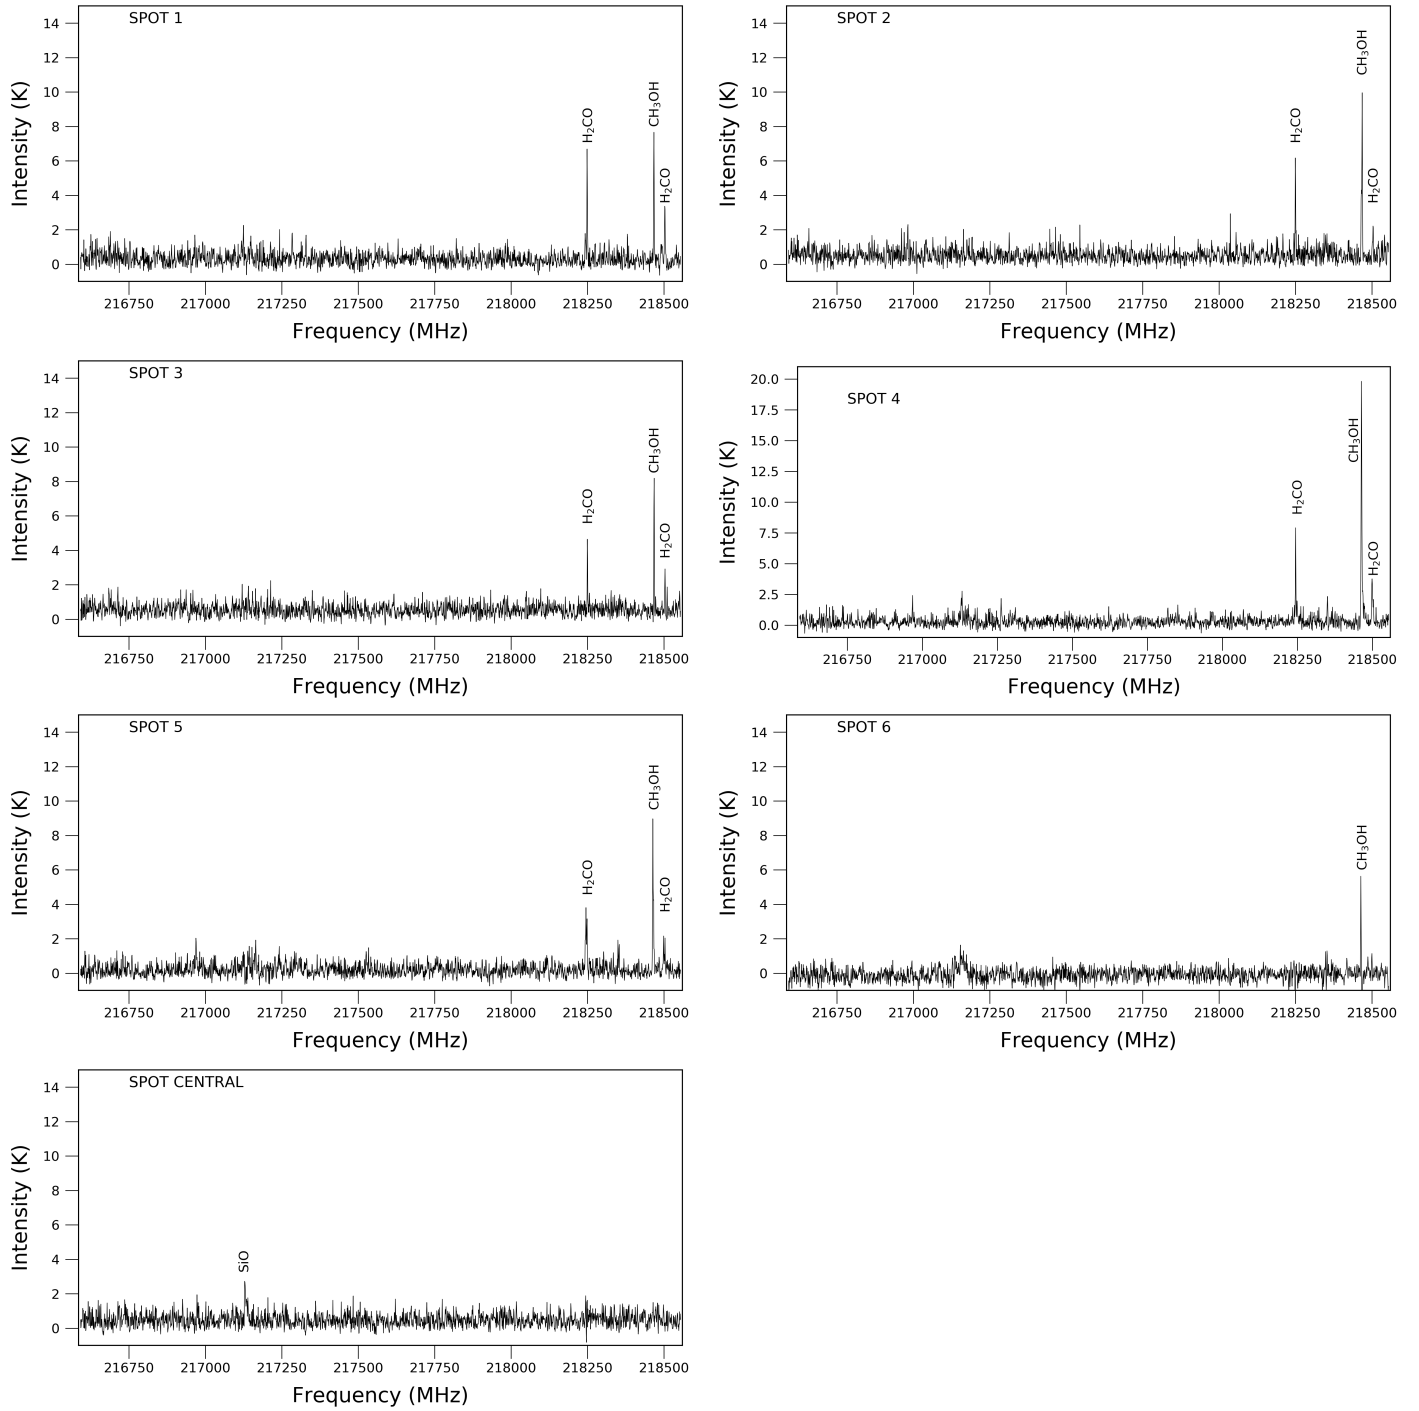 SPOT 1
14
12
10
8
6
4
2
0
Intensity (K)
H₂CO
CH₃OH
H₂CO
216750 217000 217250 217500 217750 218000 218250 218500
Frequency (MHz)
SPOT 2
14
12
10
8
6
4
2
0
Intensity (K)
H₂CO
CH₃OH
H₂CO
216750 217000 217250 217500 217750 218000 218250 218500
Frequency (MHz)
SPOT 3
14
12
10
8
6
4
2
0
Intensity (K)
H₂CO
CH₃OH
H₂CO
216750 217000 217250 217500 217750 218000 218250 218500
Frequency (MHz)
SPOT 4
20.0
17.5
15.0
12.5
10.0
7.5
5.0
2.5
0.0
Intensity (K)
H₂CO
CH₃OH
H₂CO
216750 217000 217250 217500 217750 218000 218250 218500
Frequency (MHz)
SPOT 5
14
12
10
8
6
4
2
0
Intensity (K)
H₂CO
CH₃OH
H₂CO
216750 217000 217250 217500 217750 218000 218250 218500
Frequency (MHz)
SPOT 6
14
12
10
8
6
4
2
0
Intensity (K)
CH₃OH
216750 217000 217250 217500 217750 218000 218250 218500
Frequency (MHz)
SPOT CENTRAL
14
12
10
8
6
4
2
0
Intensity (K)
SiO
216750 217000 217250 217500 217750 218000 218250 218500
Frequency (MHz)